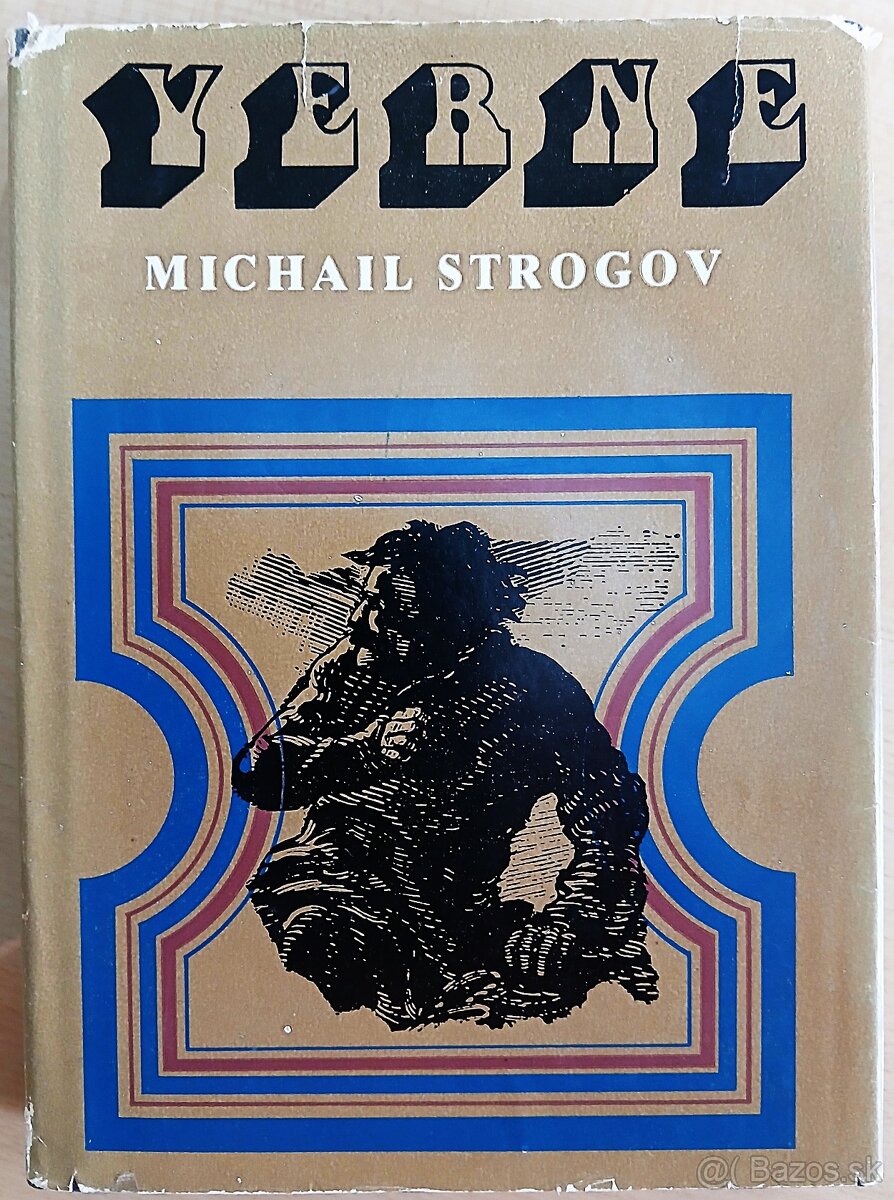 VERNE
MICHAIL STROGOV
@( Bazos.sk